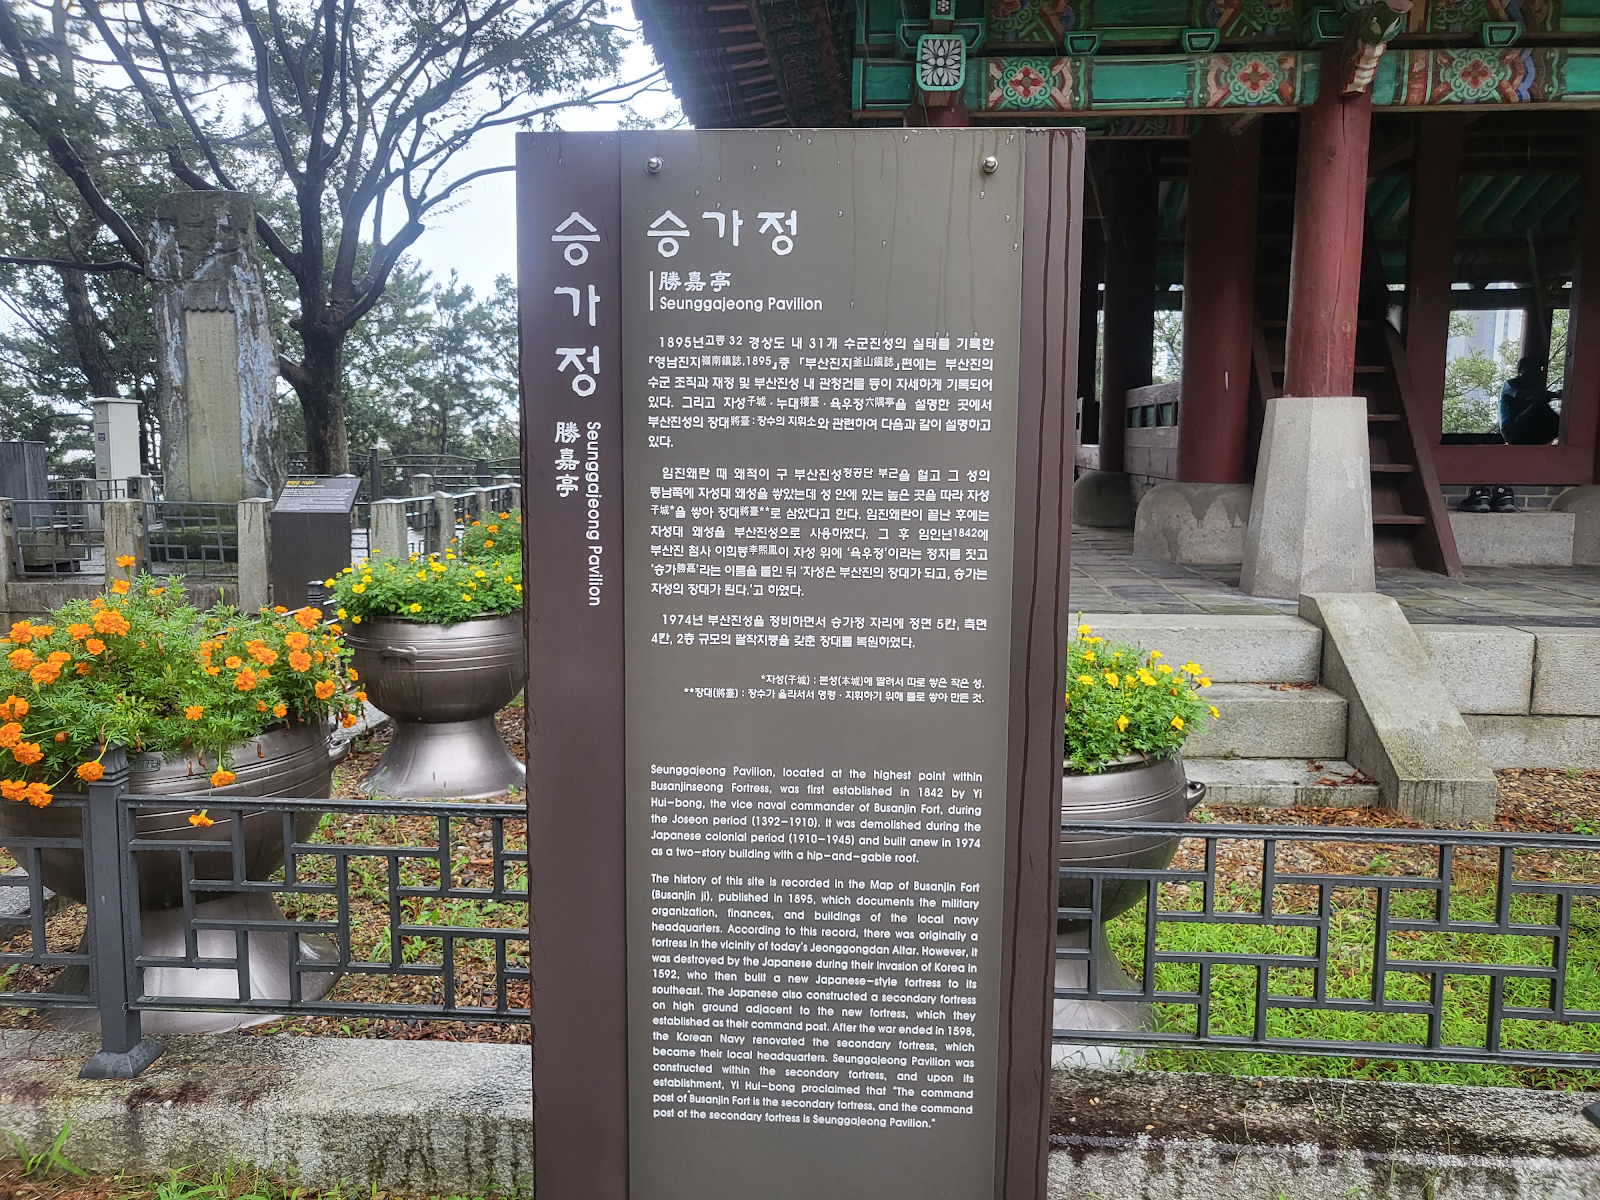 승가정
勝嘉亭
Seunggajeong Pavilion
승가정
勝嘉亭
Seunggajeong Pavilion
1895년고종 32 경상도 내 31개 수군진성의 실태를 기록한
『영남진지嶺南鎭誌,1895』중 「부산진지釜山鎭誌」편에는 부산진의
수군 조직과 재정 및 부산진성 내 관청건물 등이 자세하게 기록되어
있다. 그리고 자성子城 · 누대樓臺 · 육우정六隅亭을 설명한 곳에서
부산진성의 장대將臺 : 장수의 지휘소와 관련하여 다음과 같이 설명하고
있다.
임진왜란 때 왜적이 구 부산진성정공단 부근을 헐고 그 성의
동남쪽에 자성대 왜성을 쌓았는데 성 안에 있는 높은 곳을 따라 자성
子城*을 쌓아 장대將臺**로 삼았다고 한다. 임진왜란이 끝난 후에는
자성대 왜성을 부산진성으로 사용하였다. 그 후 임인년1842에
부산진 첨사 이희봉李熙鳳이 자성 위에 ‘육우정’이라는 정자를 짓고
‘승가勝嘉’라는 이름을 붙인 뒤 ‘자성은 부산진의 장대가 되고, 승가는
자성의 장대가 된다.’고 하였다.
1974년 부산진성을 정비하면서 승가정 자리에 정면 5칸, 측면
4칸, 2층 규모의 팔작지붕을 갖춘 장대를 복원하였다.
*자성(子城) : 본성(本城)에 딸려서 따로 쌓은 작은 성.
**장대(將臺) : 장수가 올라서서 명령 · 지휘하기 위해 돌로 쌓아 만든 것.
Seunggajeong Pavilion, located at the highest point within
Busanjinseong Fortress, was first established in 1842 by Yi
Hui-bong, the vice naval commander of Busanjin Fort, during
the Joseon period (1392-1910). It was demolished during the
Japanese colonial period (1910-1945) and built anew in 1974
as a two-story building with a hip-and-gable roof.
The history of this site is recorded in the Map of Busanjin Fort
(Busanjin ji), published in 1895, which documents the military
organization, finances, and buildings of the local navy
headquarters. According to this record, there was originally a
fortress in the vicinity of today's Jeonggongdan Altar. However, it
was destroyed by the Japanese during their invasion of Korea in
1592, who then built a new Japanese-style fortress to its
southeast. The Japanese also constructed a secondary fortress
on high ground adjacent to the new fortress, which they
established as their command post. After the war ended in 1598,
the Korean Navy renovated the secondary fortress, which
became their local headquarters. Seunggajeong Pavilion was
constructed within the secondary fortress, and upon its
establishment, Yi Hui-bong proclaimed that "The command
post of Busanjin Fort is the secondary fortress, and the command
post of the secondary fortress is Seunggajeong Pavilion."